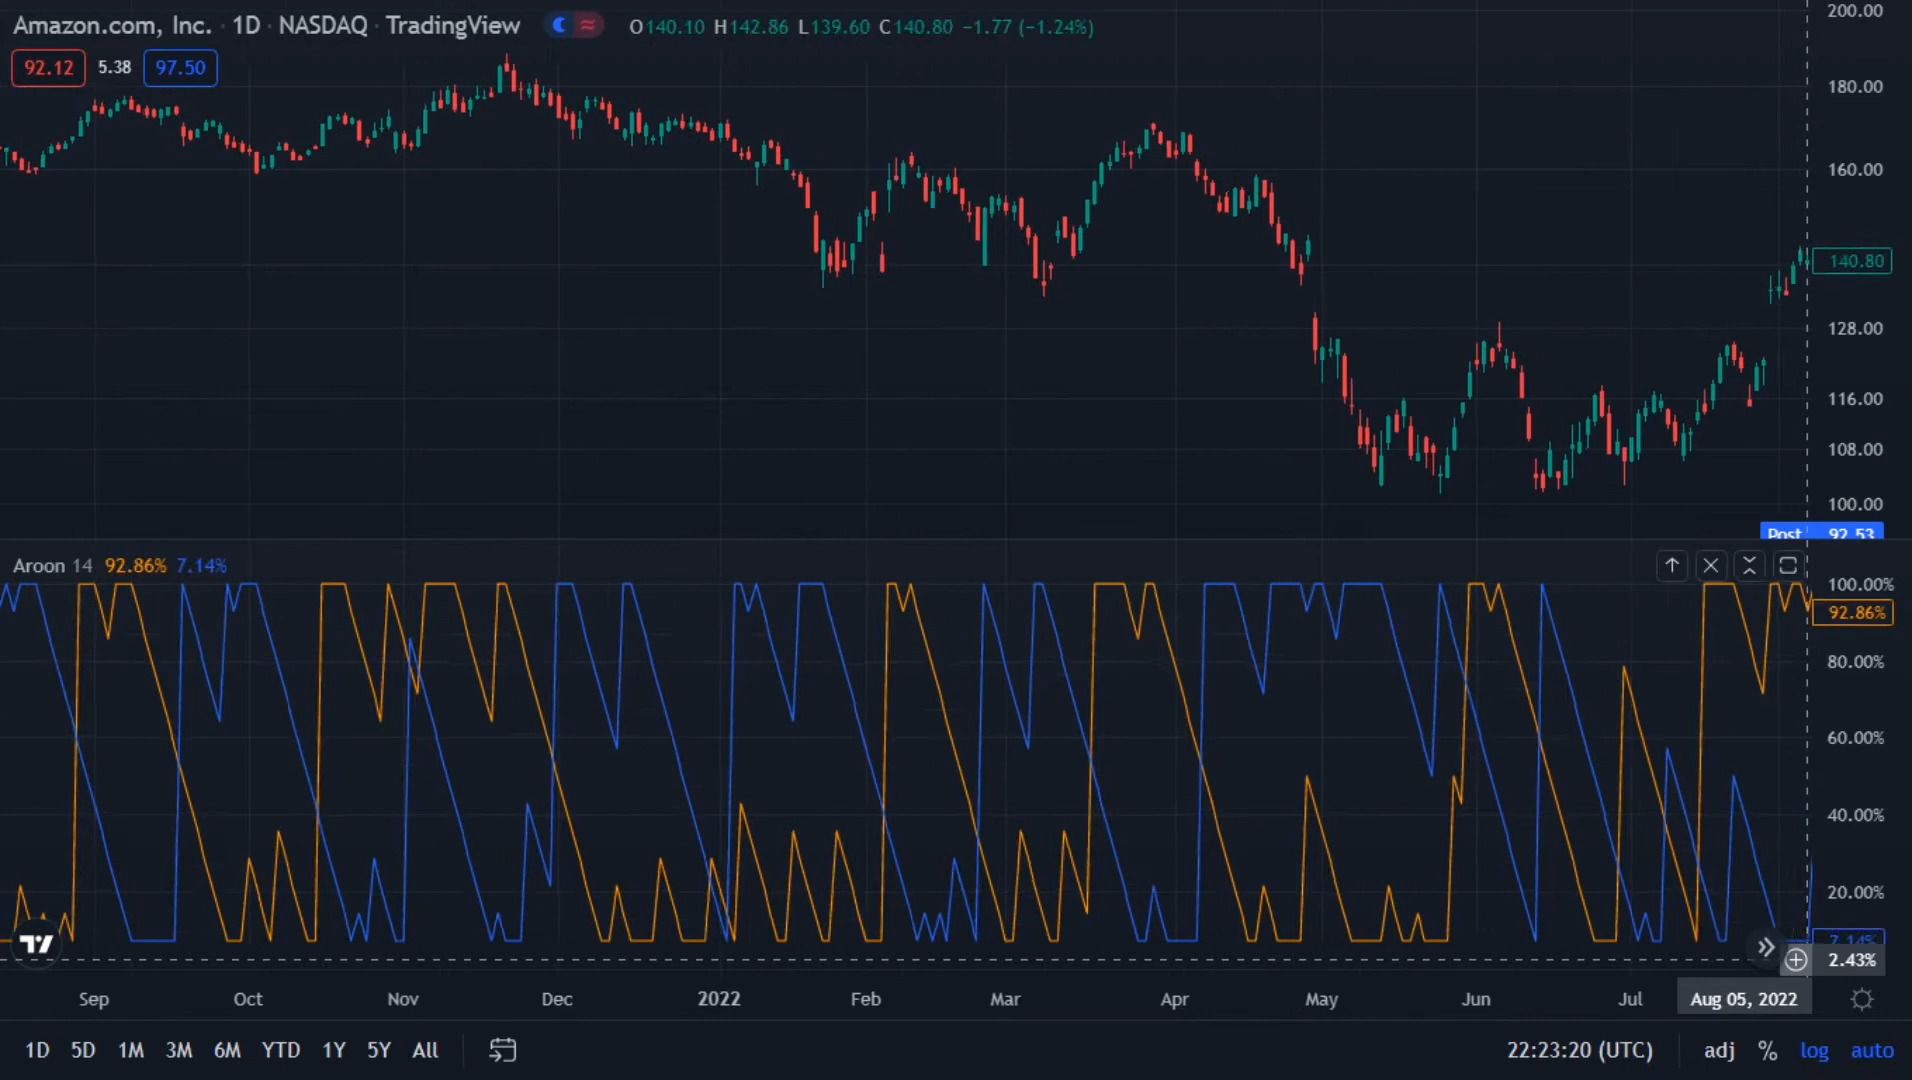 Amazon.com, Inc. · 1D · NASDAQ · TradingView O140.10 H142.86 L139.60 C140.80 −1.77 (−1.24%)
92.12 5.38 97.50
200.00
180.00
160.00
140.80
128.00
116.00
108.00
100.00
Post 92.53
Aroon 14 92.86% 7.14%
100.00%
92.86%
80.00%
60.00%
40.00%
20.00%
7.14%
2.43%
Sep Oct Nov Dec 2022 Feb Mar Apr May Jun Jul Aug 05, 2022
1D 5D 1M 3M 6M YTD 1Y 5Y All 22:23:20 (UTC) adj % log auto